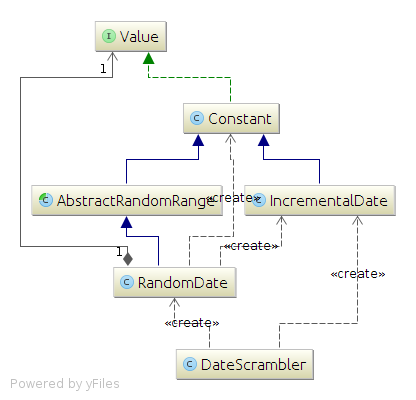 I Value
1
C Constant
C AbstractRandomRange
«create»
C IncrementalDate
«create»
1
C RandomDate
«create»
«create»
C DateScrambler
Powered by yFiles